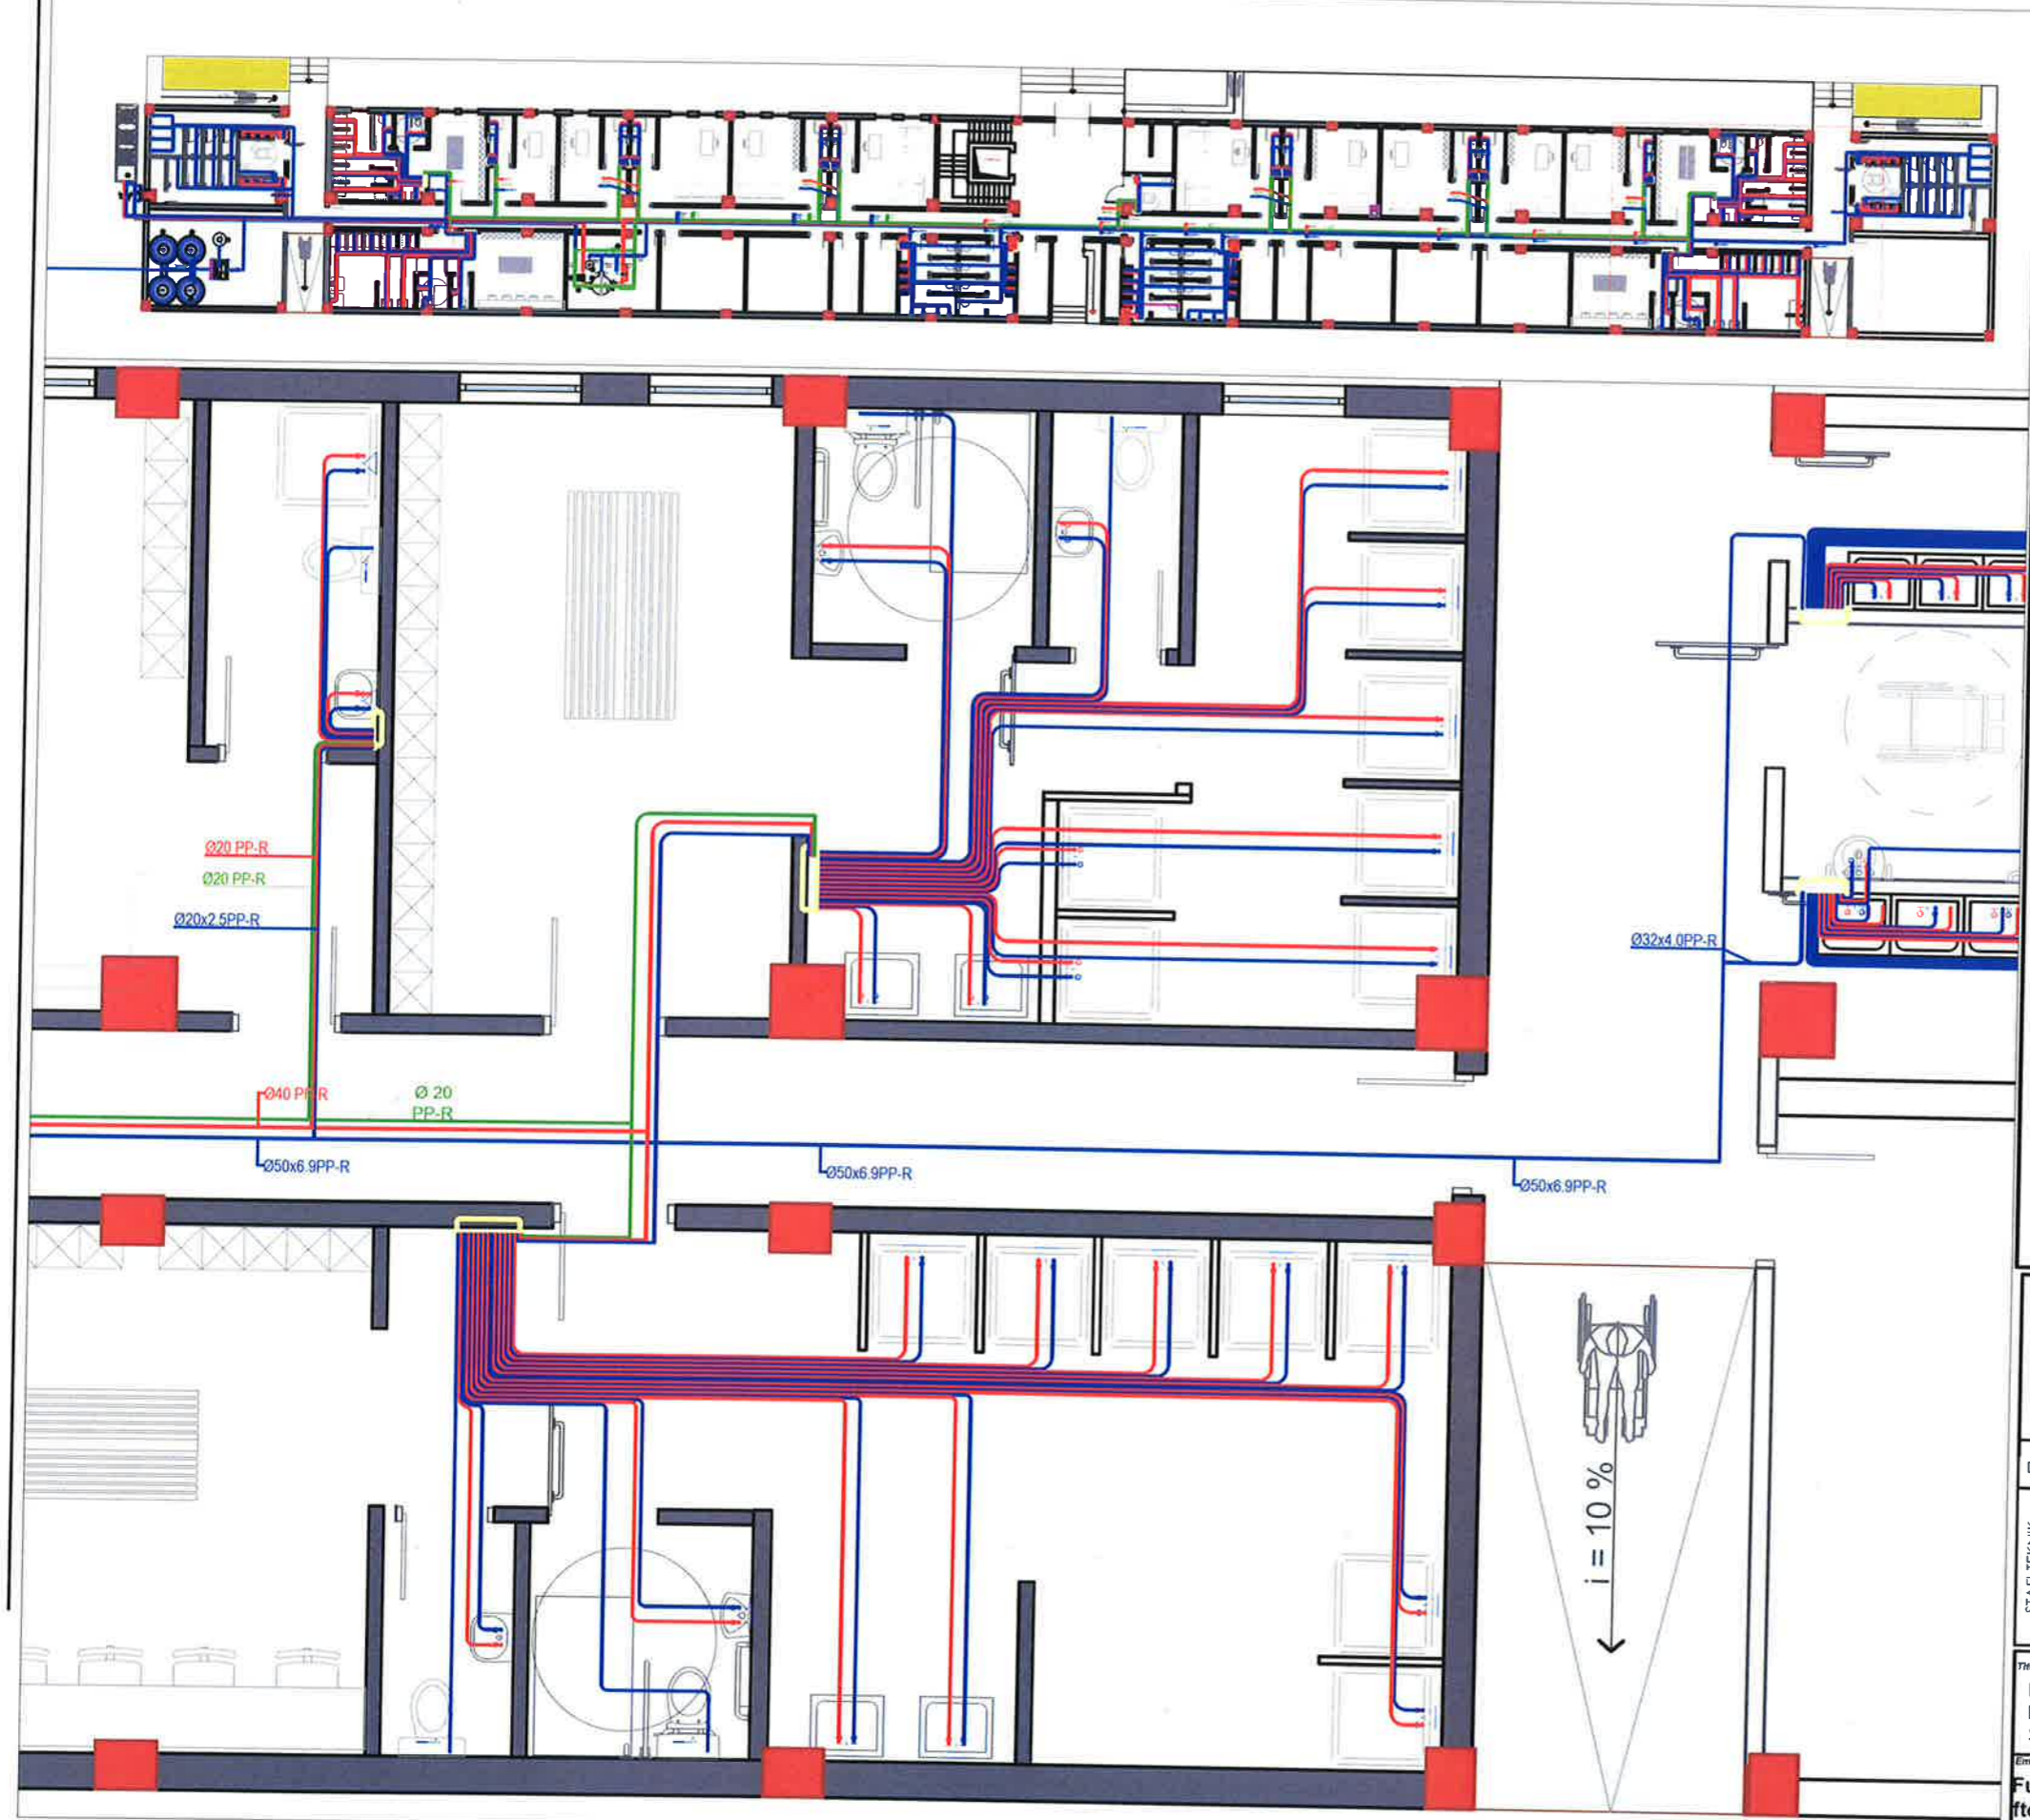 Ø20 PP-R
Ø20 PP-R
Ø20x2.5PP-R
Ø32x4.0PP-R
Ø40 PP-R
Ø 20
PP-R
Ø50x6.9PP-R
Ø50x6.9PP-R
Ø50x6.9PP-R
i = 10 %